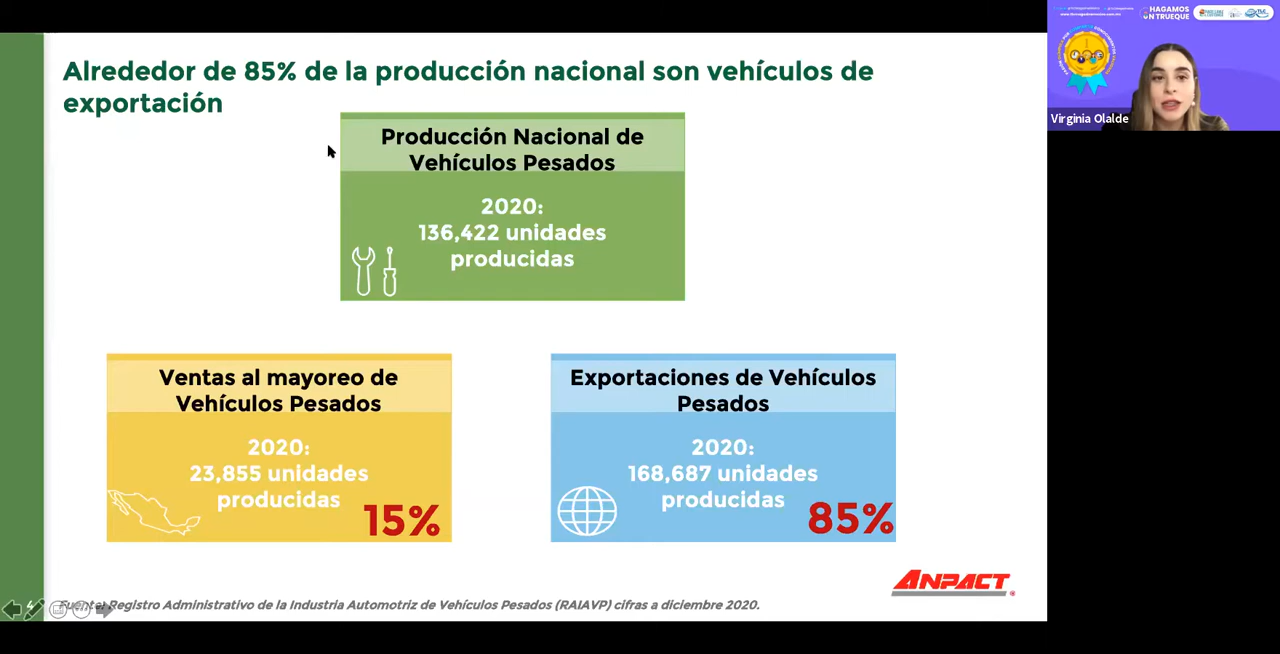 Alrededor de 85% de la producción nacional son vehículos de
exportación
Producción Nacional de
Vehículos Pesados
2020:
136,422 unidades
producidas
Ventas al mayoreo de
Vehículos Pesados
2020:
23,855 unidades
producidas
15%
Exportaciones de Vehículos
Pesados
2020:
168,687 unidades
producidas
85%
ANPACT
4
Fuente: Registro Administrativo de la Industria Automotriz de Vehículos Pesados (RAIAVP) cifras a diciembre 2020.
HAGAMOS
UN TRUEQUE
TLC
Virginia Olalde